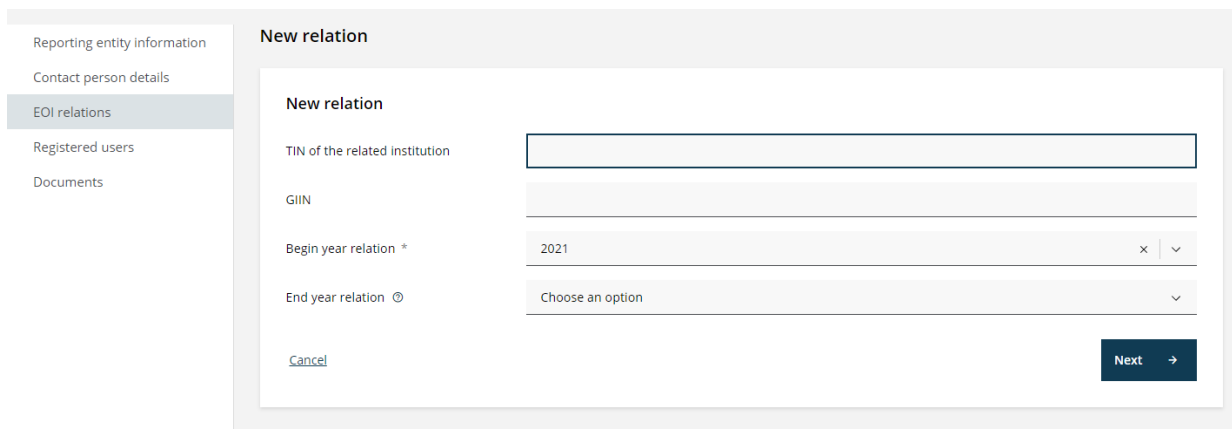 Reporting entity information
Contact person details
EOI relations
Registered users
Documents
New relation
New relation
TIN of the related institution
GIIN
Begin year relation * 2021
End year relation Choose an option
Cancel
Next